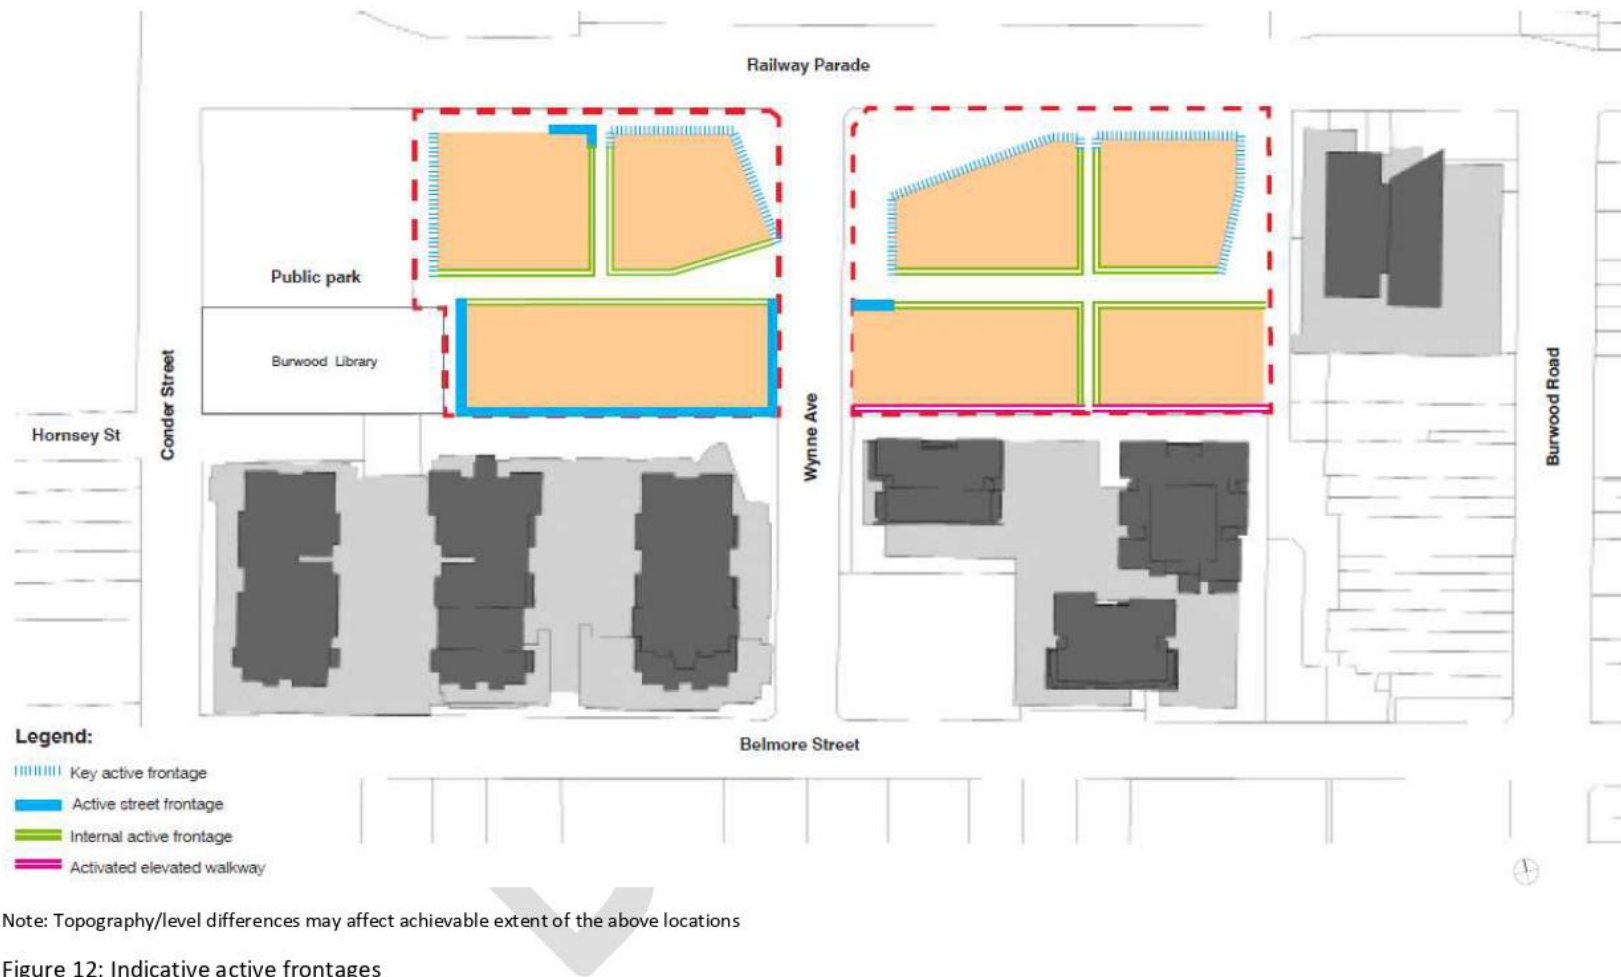 Railway Parade
Public park
Burwood Library
Conder Street
Hornsey St
Wynne Ave
Burwood Road
Belmore Street
Legend:
Key active frontage
Active street frontage
Internal active frontage
Activated elevated walkway
Note: Topography/level differences may affect achievable extent of the above locations
Figure 12: Indicative active frontages